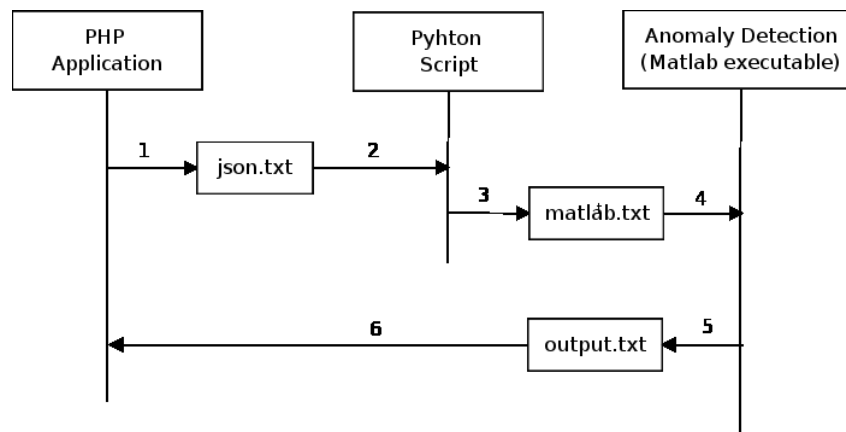 PHP
Application
Pyhton
Script
Anomaly Detection
(Matlab executable)
1
json.txt
2
3
matlab.txt
4
6
output.txt
5